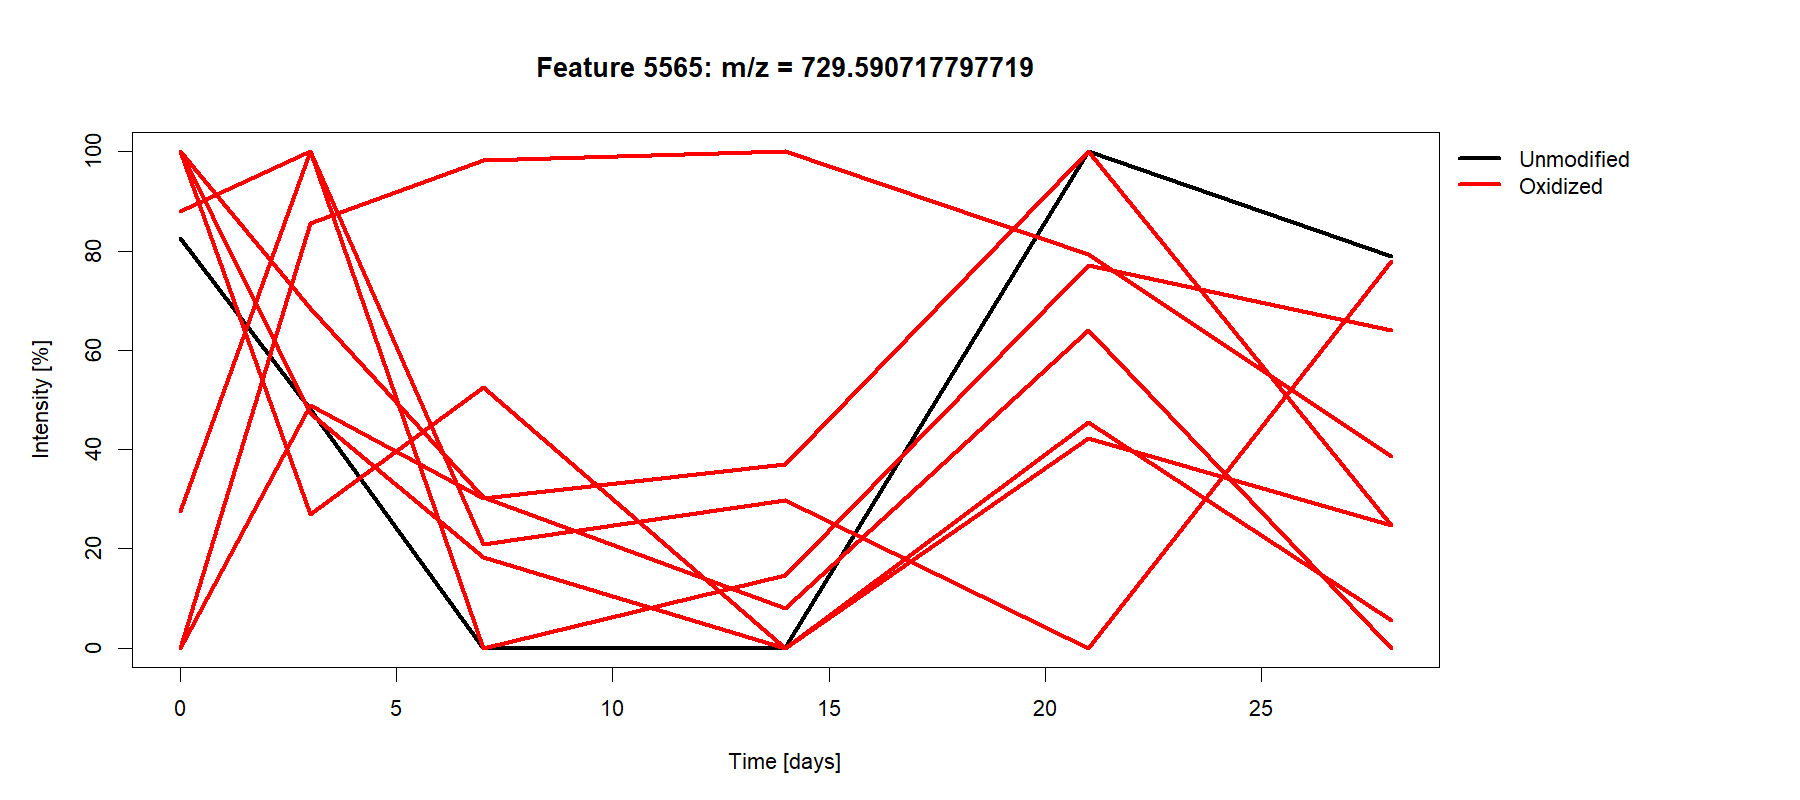 Feature 5565: m/z = 729.590717797719
Unmodified
Oxidized
Intensity [%]
100
80
60
40
20
0
0 5 10 15 20 25
Time [days]